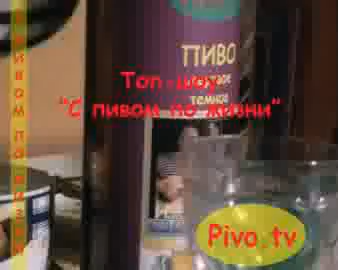 ПИВО
темное
Топ-шоу
"С пивом по жизни"
Pivo.tv